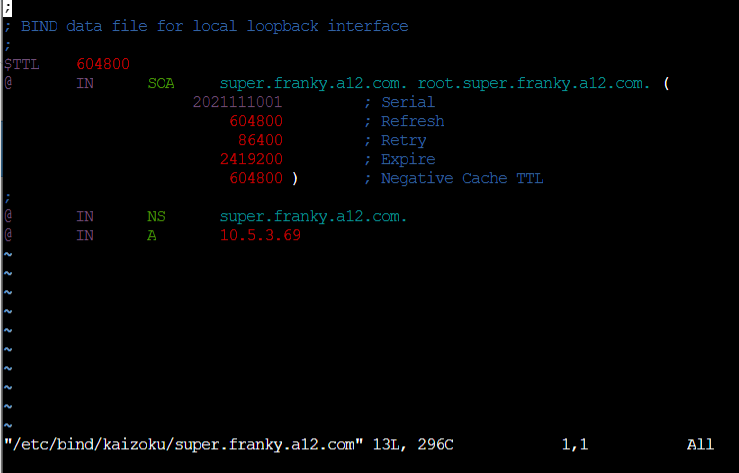 ;
; BIND data file for local loopback interface
;
$TTL 604800
@ IN SOA super.franky.a12.com. root.super.franky.a12.com. (
2021111001 ; Serial
604800 ; Refresh
86400 ; Retry
2419200 ; Expire
604800 ) ; Negative Cache TTL
;
@ IN NS super.franky.a12.com.
@ IN A 10.5.3.69
~
~
~
~
~
~
~
~
~
~
"/etc/bind/kaizoku/super.franky.a12.com" 13L, 296C 1,1 All